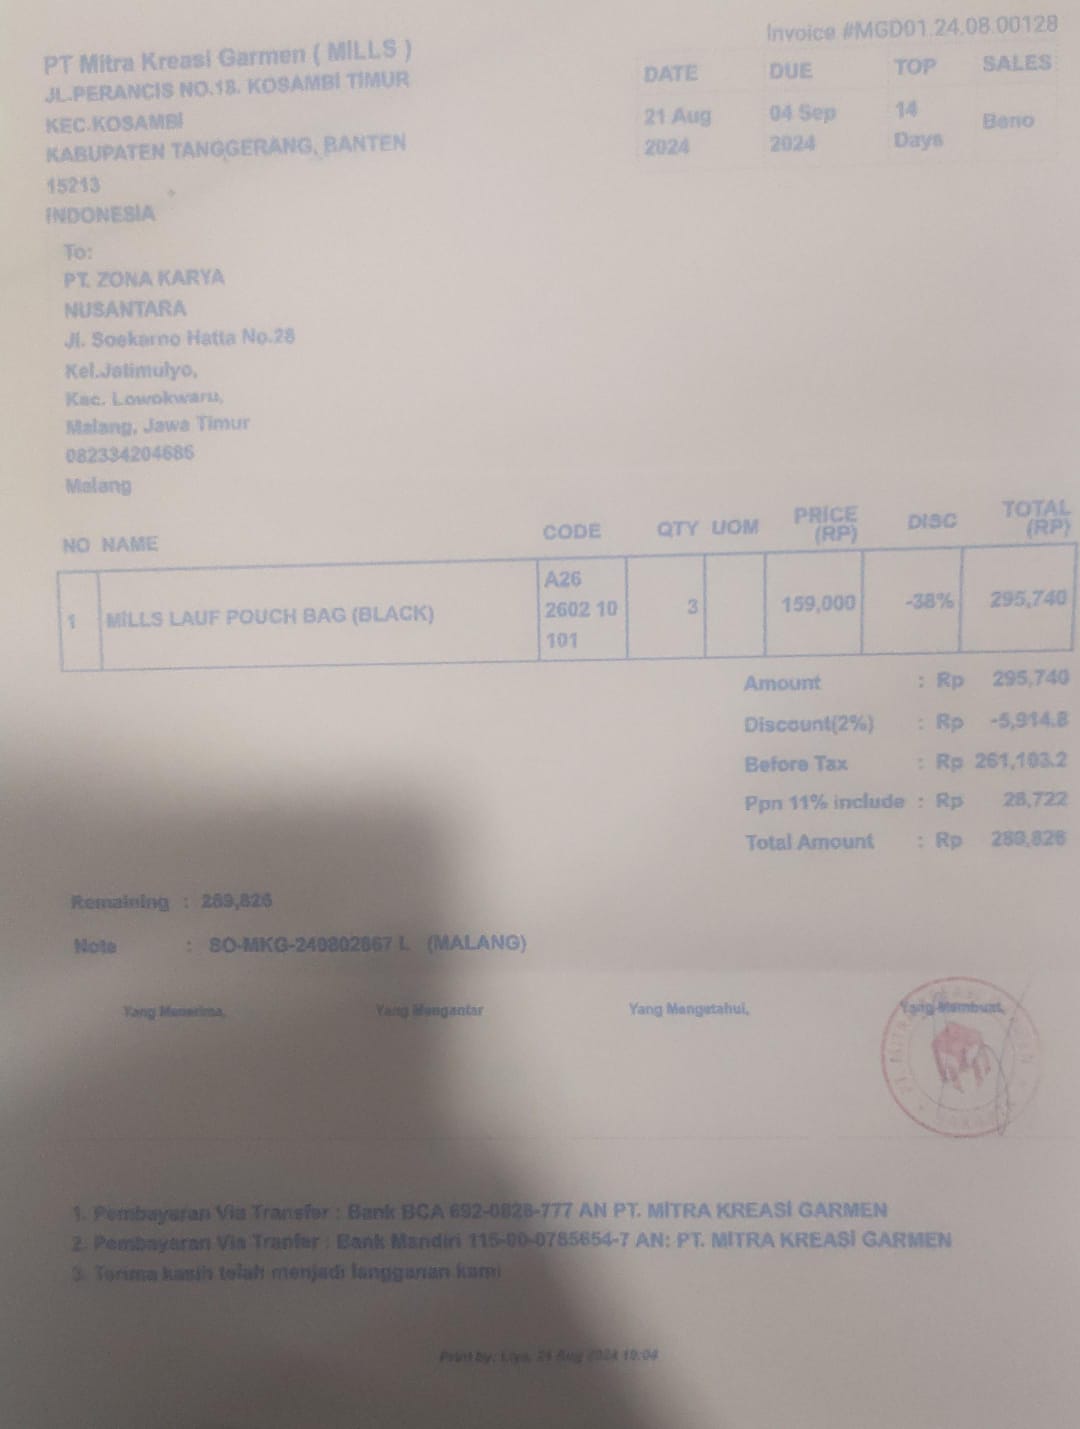 Invoice #MGD01.24.08.00128
PT Mitra Kreasi Garmen ( MILLS )
JL.PERANCIS NO.18. KOSAMBI TIMUR
KEC.KOSAMBI
KABUPATEN TANGGERANG, BANTEN
15213
INDONESIA
DATE DUE TOP SALES
21 Aug 2024 04 Sep 2024 14 Days Beno
To:
PT. ZONA KARYA
NUSANTARA
Jl. Soekarno Hatta No.28
Kel.Jatimulyo,
Kec. Lowokwaru,
Malang, Jawa Timur
082334204686
Malang
NO NAME CODE QTY UOM PRICE (RP) DISC TOTAL (RP)
1 MILLS LAUF POUCH BAG (BLACK) A26 2602 10 101 3 159,000 -38% 295,740
Amount : Rp 295,740
Discount(2%) : Rp -5,914.8
Before Tax : Rp 261,103.2
Ppn 11% include : Rp 28,722
Total Amount : Rp 289,826
Remaining : 289,826
Note : SO-MKG-240802867 L (MALANG)
Yang Menerima, Yang Mengantar Yang Mengetahui, Yang Membuat,
1. Pembayaran Via Transfer : Bank BCA 692-0828-777 AN PT. MITRA KREASI GARMEN
2. Pembayaran Via Tranfer : Bank Mandiri 115-00-0785654-7 AN: PT. MITRA KREASI GARMEN
3. Terima kasih telah menjadi langganan kami
Print by: Liya, 21 Aug 2024